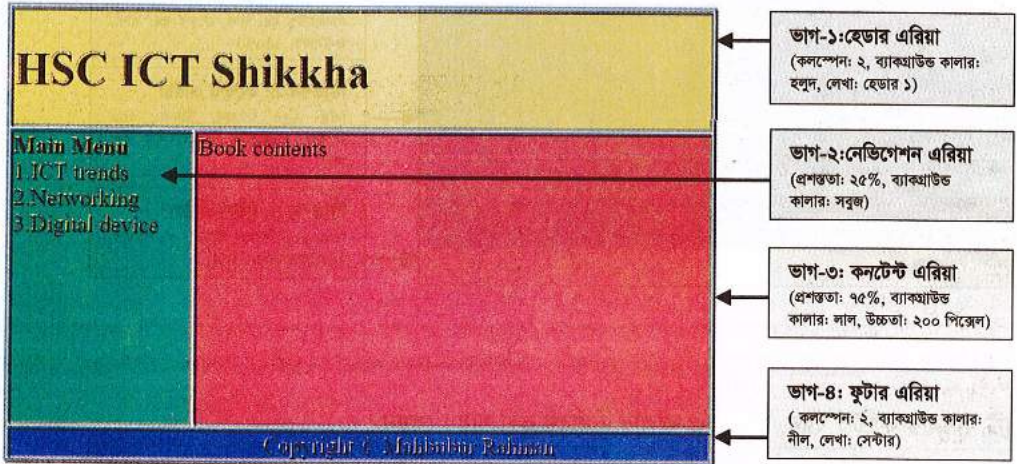 HSC ICT Shikkha
Main Menu
1.ICT trends
2.Networking
3.Digital device
Book contents
Copyright © Mahbubur Rahman
ভাগ-১:হেডার এরিয়া
(কলস্পেন: ২, ব্যাকগ্রাউন্ড কালার:
হলুদ, লেখা: হেডার ১)
ভাগ-২:নেভিগেশন এরিয়া
(প্রশস্ততা: ২৫%, ব্যাকগ্রাউন্ড
কালার: সবুজ)
ভাগ-৩: কনটেন্ট এরিয়া
(প্রশস্ততা: ৭৫%, ব্যাকগ্রাউন্ড
কালার: লাল, উচ্চতা: ২০০ পিক্সেল)
ভাগ-৪: ফুটার এরিয়া
( কলস্পেন: ২, ব্যাকগ্রাউন্ড কালার:
নীল, লেখা: সেন্টার)